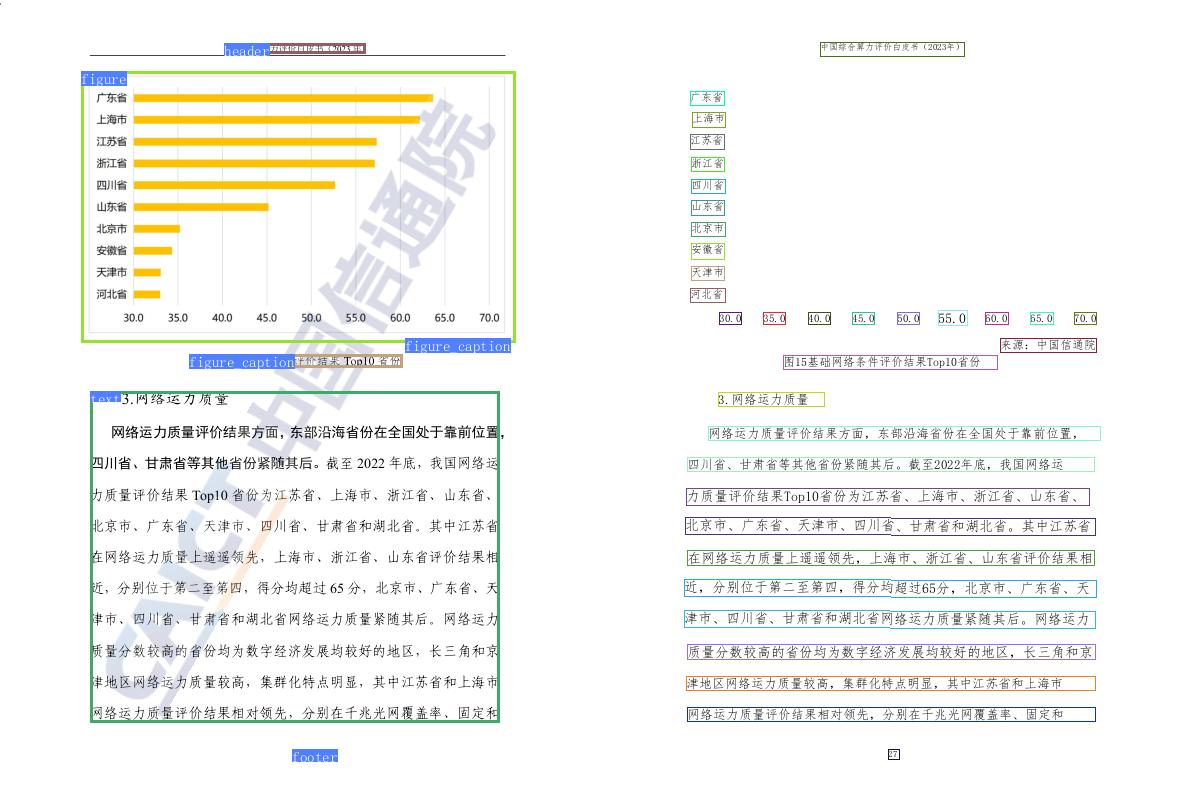 header力评价白皮书（2023年）
figure
广东省
上海市
江苏省
浙江省
四川省
山东省
北京市
安徽省
天津市
河北省
30.0 35.0 40.0 45.0 50.0 55.0 60.0 65.0 70.0
figure_caption
figure_caption评价结果 Top10 省份
text3.网络运力质量
网络运力质量评价结果方面，东部沿海省份在全国处于靠前位置，
四川省、甘肃省等其他省份紧随其后。截至 2022 年底，我国网络运
力质量评价结果 Top10 省份为江苏省、上海市、浙江省、山东省、
北京市、广东省、天津市、四川省、甘肃省和湖北省。其中江苏省
在网络运力质量上遥遥领先，上海市、浙江省、山东省评价结果相
近，分别位于第二至第四，得分均超过 65 分，北京市、广东省、天
津市、四川省、甘肃省和湖北省网络运力质量紧随其后。网络运力
质量分数较高的省份均为数字经济发展均较好的地区，长三角和京
津地区网络运力质量较高，集群化特点明显，其中江苏省和上海市
网络运力质量评价结果相对领先，分别在千兆光网覆盖率、固定和
footer
CAICT 中国信通院
中国综合算力评价白皮书（2023年）
广东省
上海市
江苏省
浙江省
四川省
山东省
北京市
安徽省
天津市
河北省
30.0 35.0 40.0 45.0 50.0 55.0 60.0 65.0 70.0
来源：中国信通院
图15基础网络条件评价结果Top10省份
3.网络运力质量
网络运力质量评价结果方面，东部沿海省份在全国处于靠前位置，
四川省、甘肃省等其他省份紧随其后。截至2022年底，我国网络运
力质量评价结果Top10省份为江苏省、上海市、浙江省、山东省、
北京市、广东省、天津市、四川省、甘肃省和湖北省。其中江苏省
在网络运力质量上遥遥领先，上海市、浙江省、山东省评价结果相
近，分别位于第二至第四，得分均超过65分，北京市、广东省、天
津市、四川省、甘肃省和湖北省网络运力质量紧随其后。网络运力
质量分数较高的省份均为数字经济发展均较好的地区，长三角和京
津地区网络运力质量较高，集群化特点明显，其中江苏省和上海市
网络运力质量评价结果相对领先，分别在千兆光网覆盖率、固定和
27